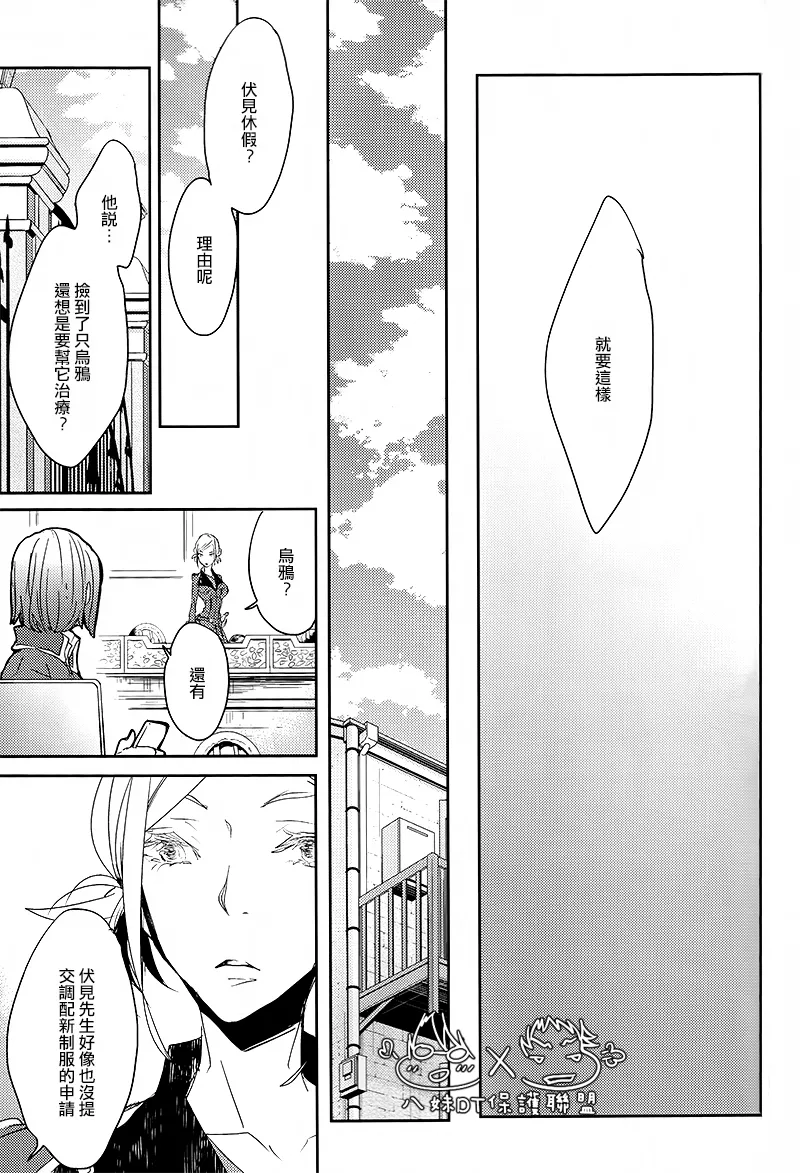 就要這樣
伏見休假？
理由呢
他說…
撿到了只烏鴉
還想是要幫它治療？
烏鴉？
還有
伏見先生好像也沒提
交調配新制服的申請
×
八妹DT保護聯盟